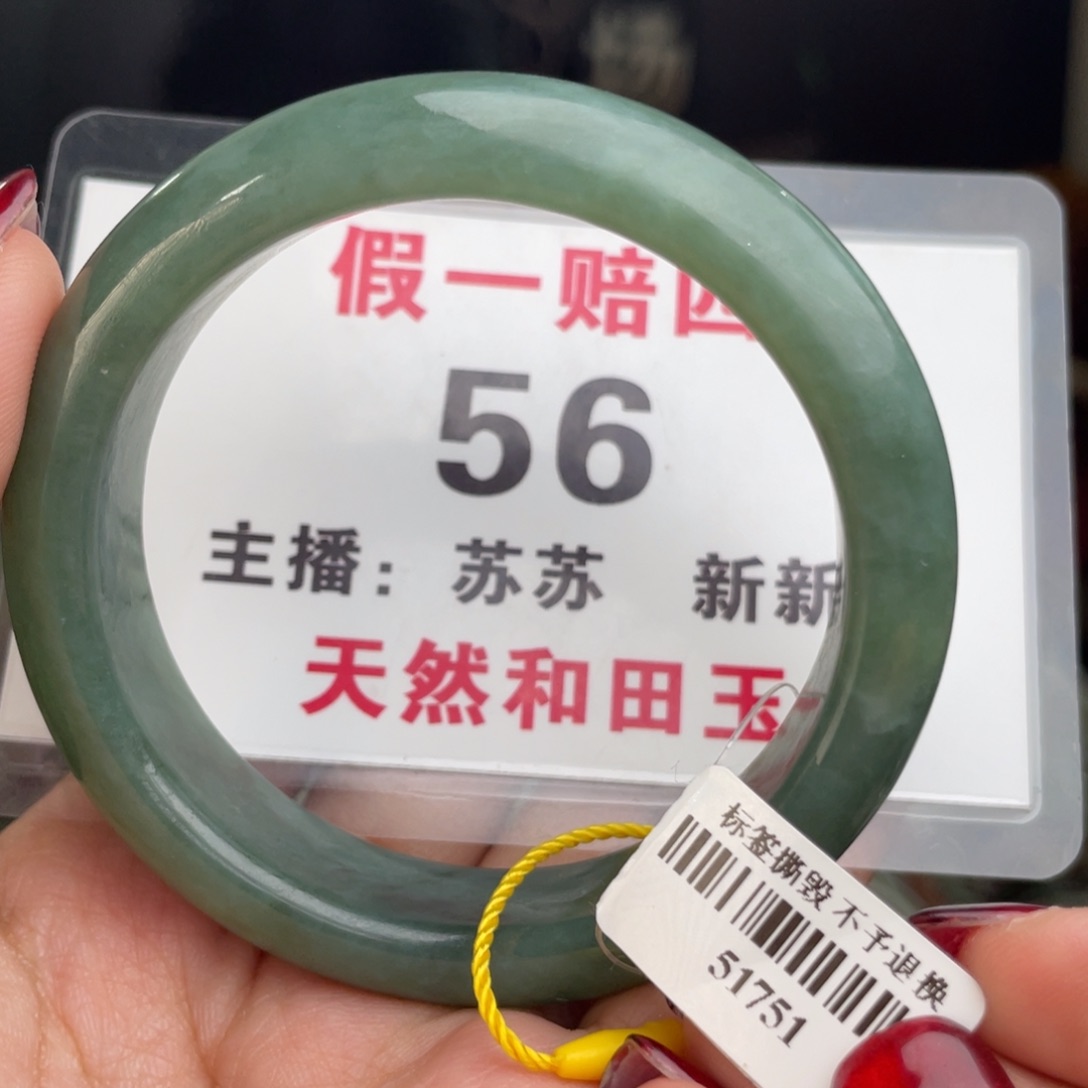 假一赔四
56
主播：苏苏 新新
天然和田玉
标签撕毁不予退换
51751